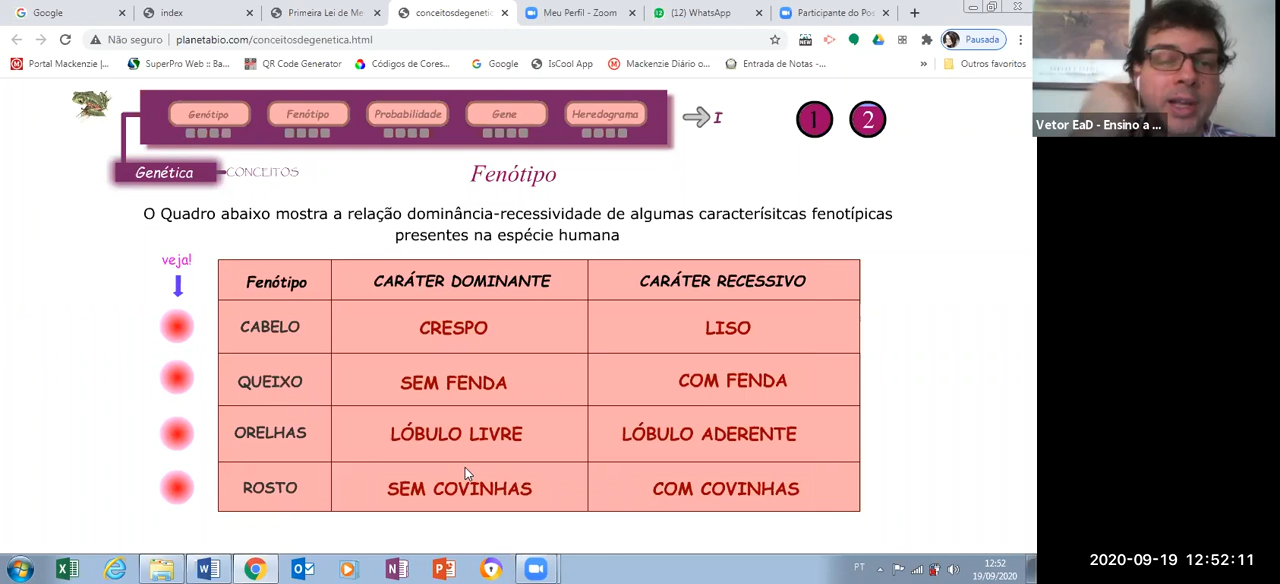 Google
index
Primeira Lei de Me
conceitosdegenetic
Meu Perfil - Zoom
(12) WhatsApp
Participante do Pos
Não seguro | planetabio.com/conceitosdegenetica.html
Pausada
Portal Mackenzie |...
SuperPro Web :: Ba...
QR Code Generator
Códigos de Cores...
Google
IsCool App
Mackenzie Diário o...
Entrada de Notas -...
»
Outros favoritos
Genótipo
Fenótipo
Probabilidade
Gene
Heredograma
I
1
2
Vetor EaD - Ensino a ...
Genética
CONCEITOS
Fenótipo
O Quadro abaixo mostra a relação dominância-recessividade de algumas caracterísitcas fenotípicas
presentes na espécie humana
veja!
Fenótipo CARÁTER DOMINANTE CARÁTER RECESSIVO
CABELO CRESPO LISO
QUEIXO SEM FENDA COM FENDA
ORELHAS LÓBULO LIVRE LÓBULO ADERENTE
ROSTO SEM COVINHAS COM COVINHAS
2020-09-19 12:52:11
PT
12:52
19/09/2020